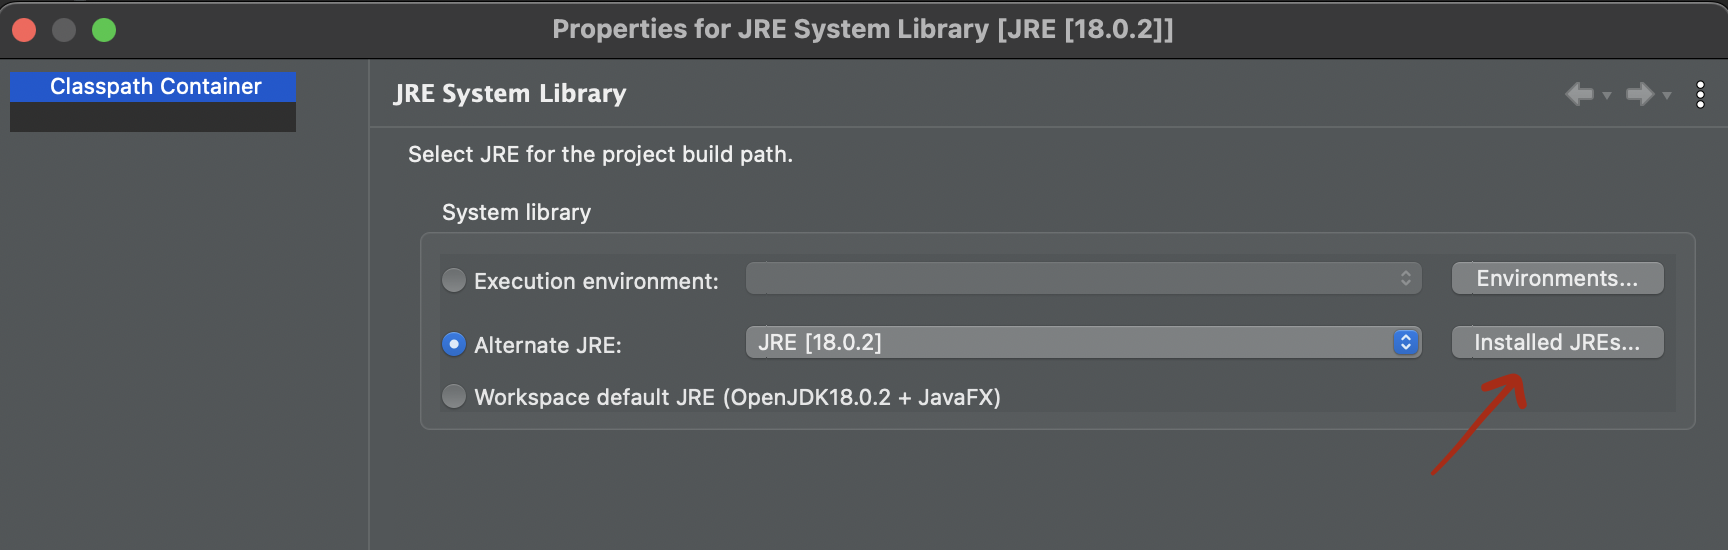 Properties for JRE System Library [JRE [18.0.2]]
Classpath Container
JRE System Library
Select JRE for the project build path.
System library
Execution environment:
Environments...
Alternate JRE:
JRE [18.0.2]
Installed JREs...
Workspace default JRE (OpenJDK18.0.2 + JavaFX)